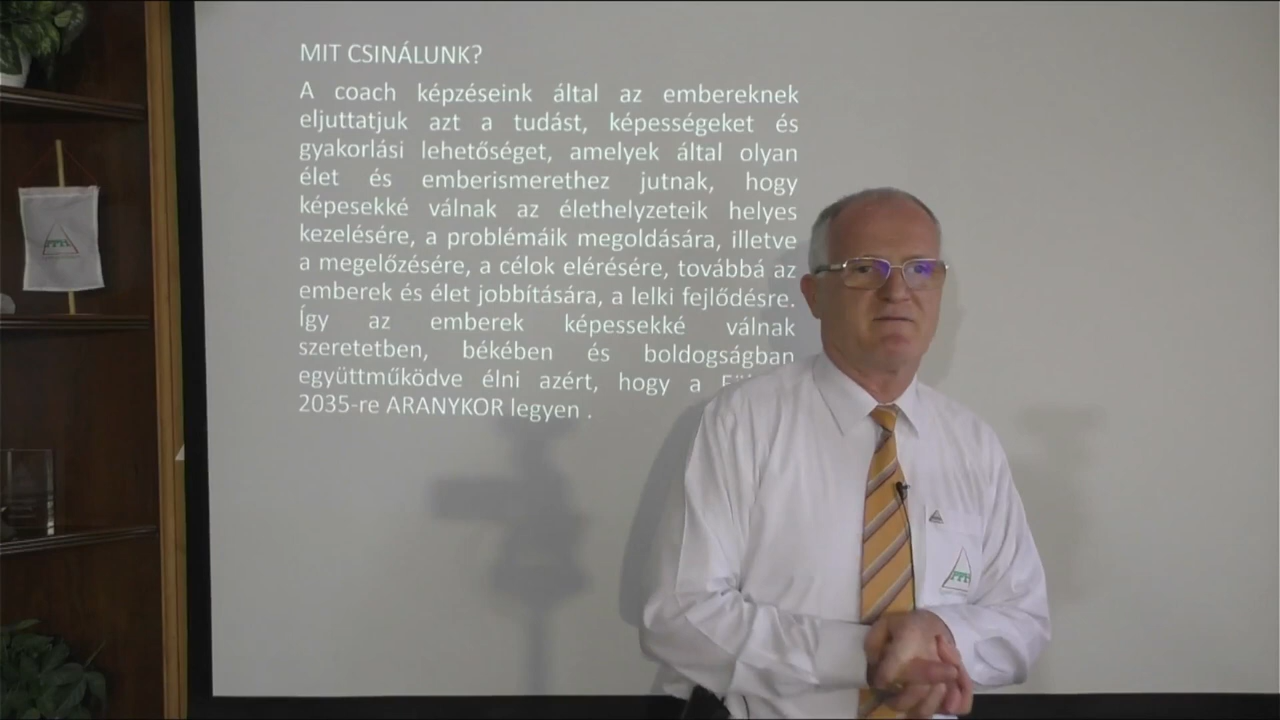 MIT CSINÁLUNK?
A coach képzéseink által az embereknek
eljuttatjuk azt a tudást, képességeket és
gyakorlási lehetőséget, amelyek által olyan
élet és emberismerethez jutnak, hogy
képesekké válnak az élethelyzeteik helyes
kezelésére, a problémáik megoldására, illetve
a megelőzésére, a célok elérésére, továbbá az
emberek és élet jobbítására, a lelki fejlődésre.
Így az emberek képessekké válnak
szeretetben, békében és boldogságban
együttműködve élni azért, hogy a
2035-re ARANYKOR legyen .